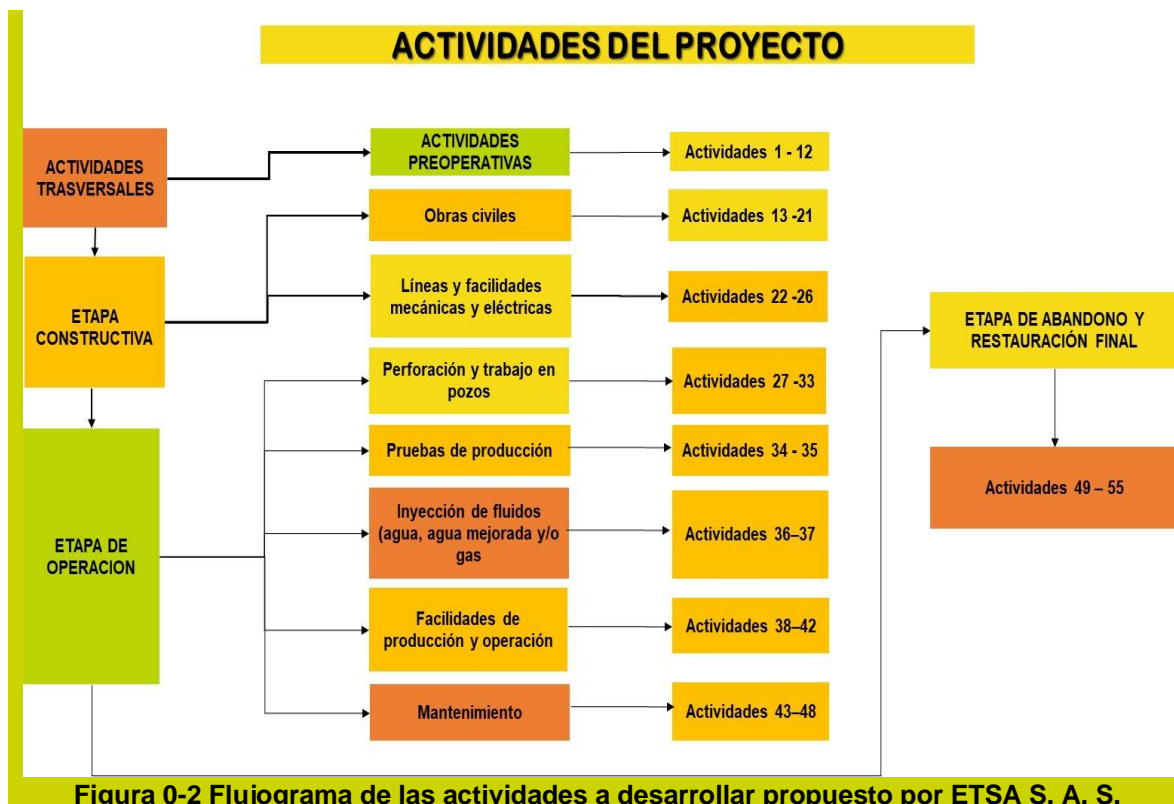 ACTIVIDADES DEL PROYECTO
ACTIVIDADES
TRASVERSALES
ACTIVIDADES
PREOPERATIVAS
Actividades 1 - 12
Obras civiles
Actividades 13 -21
ETAPA
CONSTRUCTIVA
Líneas y facilidades
mecánicas y eléctricas
Actividades 22 -26
Perforación y trabajo en
pozos
Actividades 27 -33
ETAPA DE
OPERACION
Pruebas de producción
Actividades 34 - 35
Inyección de fluidos
(agua, agua mejorada y/o
gas
Actividades 36–37
Facilidades de
producción y operación
Actividades 38–42
Mantenimiento
Actividades 43–48
ETAPA DE ABANDONO Y
RESTAURACIÓN FINAL
Actividades 49 – 55
Figura 0-2 Flujograma de las actividades a desarrollar propuesto por ETSA S. A. S.